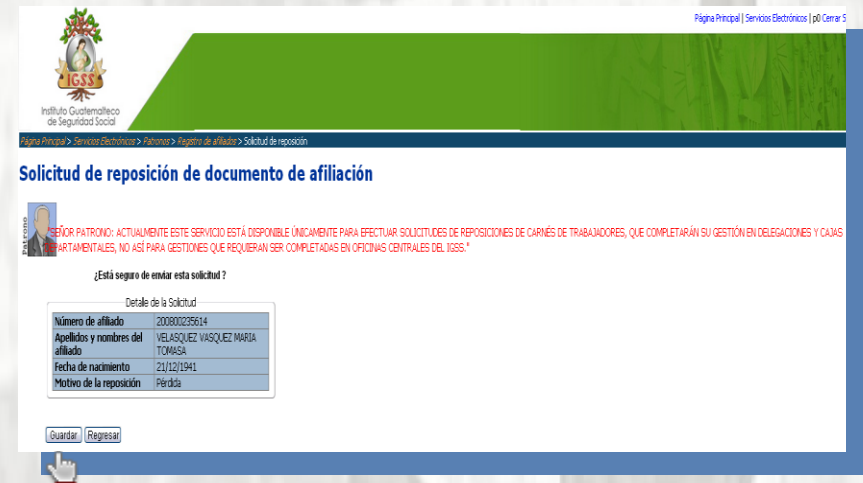 Página Principal | Servicios Electrónicos | p0 Cerrar S
IGSS
Instituto Guatemalteco
de Seguridad Social
Página Principal > Servicios Electrónicos > Patronos > Registro de afiliados > Solicitud de reposición
Solicitud de reposición de documento de afiliación
Patrono
"SEÑOR PATRONO: ACTUALMENTE ESTE SERVICIO ESTÁ DISPONIBLE ÚNICAMENTE PARA EFECTUAR SOLICITUDES DE REPOSICIONES DE CARNÉS DE TRABAJADORES, QUE COMPLETARÁN SU GESTIÓN EN DELEGACIONES Y CAJAS
DEPARTAMENTALES, NO ASÍ PARA GESTIONES QUE REQUIERAN SER COMPLETADAS EN OFICINAS CENTRALES DEL IGSS."
¿Está seguro de enviar esta solicitud ?
Detalle de la Solicitud
Número de afiliado 200800235614
Apellidos y nombres del afiliado VELASQUEZ VASQUEZ MARIA TOMASA
Fecha de nacimiento 21/12/1941
Motivo de la reposición Pérdida
Guardar Regresar